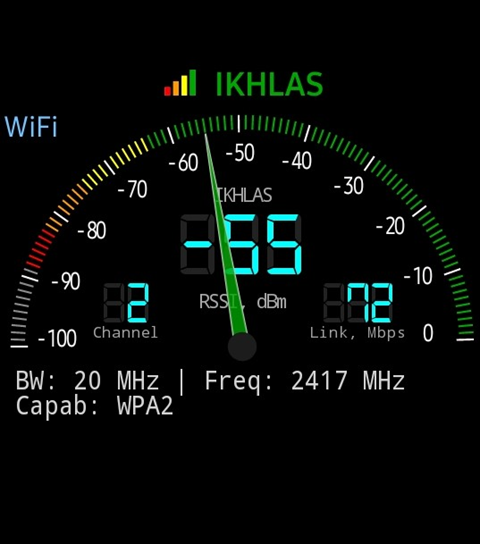 IKHLAS
WiFi
-100
-90
-80
-70
-60
-50
-40
-30
-20
-10
0
IKHLAS
-55
RSSI, dBm
2
Channel
72
Link, Mbps
BW: 20 MHz | Freq: 2417 MHz
Capab: WPA2